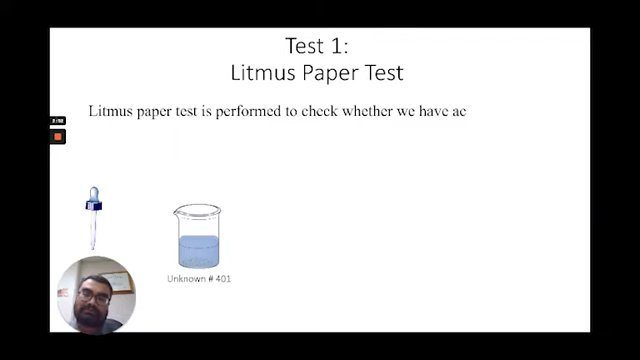 Test 1:
Litmus Paper Test
Litmus paper test is performed to check whether we have ac
Unknown # 401